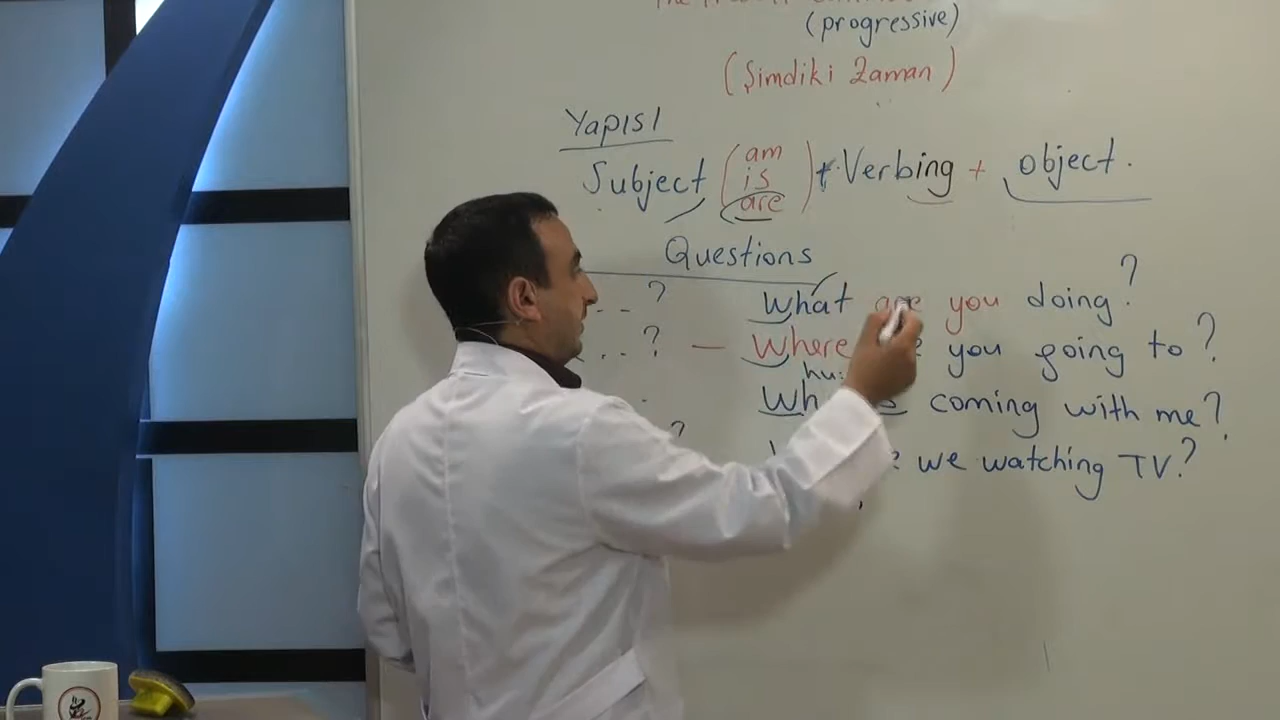 (progressive)
(Şimdiki Zaman)
Yapısı
Subject (am is are) + Verbing + object.
Questions
--? What are you doing?
..? — Where you going to?
coming with me?
we watching TV?